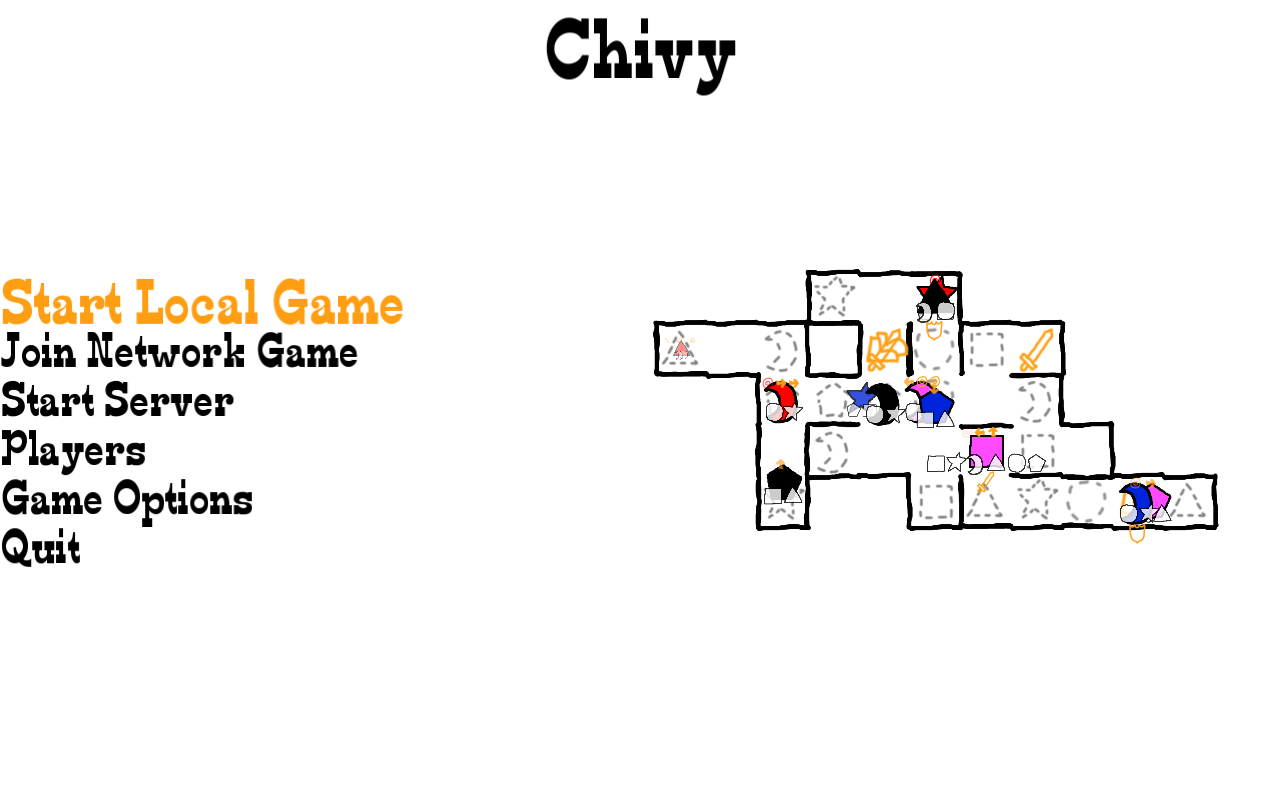 Chivy
Start Local Game
Join Network Game
Start Server
Players
Game Options
Quit